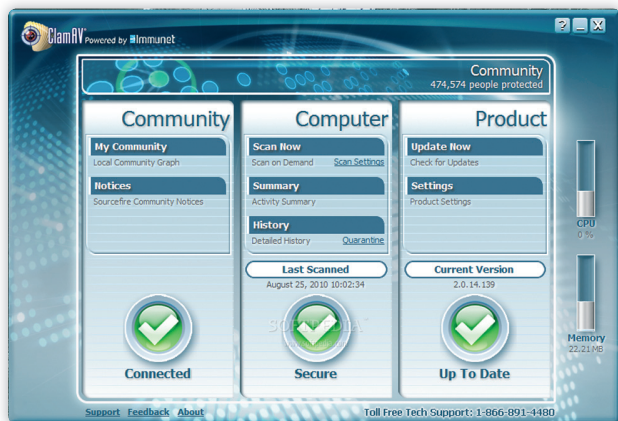 ClamAV Powered by Immunet
? _ X
Community
474,574 people protected
Community
My Community
Local Community Graph
Notices
Sourcefire Community Notices
Connected
Computer
Scan Now
Scan on Demand Scan Settings
Summary
Activity Summary
History
Detailed History Quarantine
Last Scanned
August 25, 2010 10:02:34
SOFTPEDIA
Secure
Product
Update Now
Check for Updates
Settings
Product Settings
Current Version
2.0.14.139
Up To Date
CPU
0 %
Memory
22.21 MB
Support Feedback About
Toll Free Tech Support: 1-866-891-4480